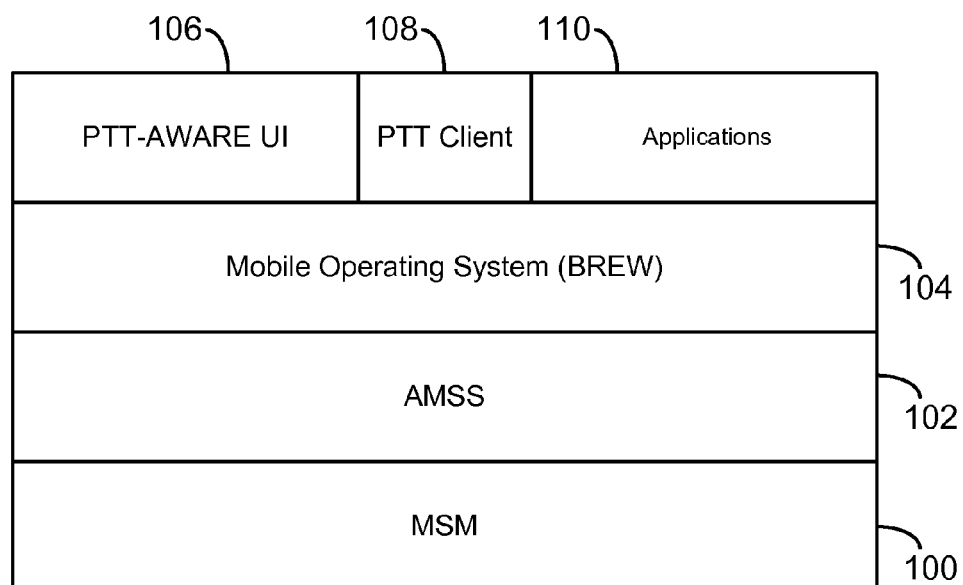 106 108 110
PTT-AWARE UI PTT Client Applications
Mobile Operating System (BREW)
104
AMSS
102
MSM
100